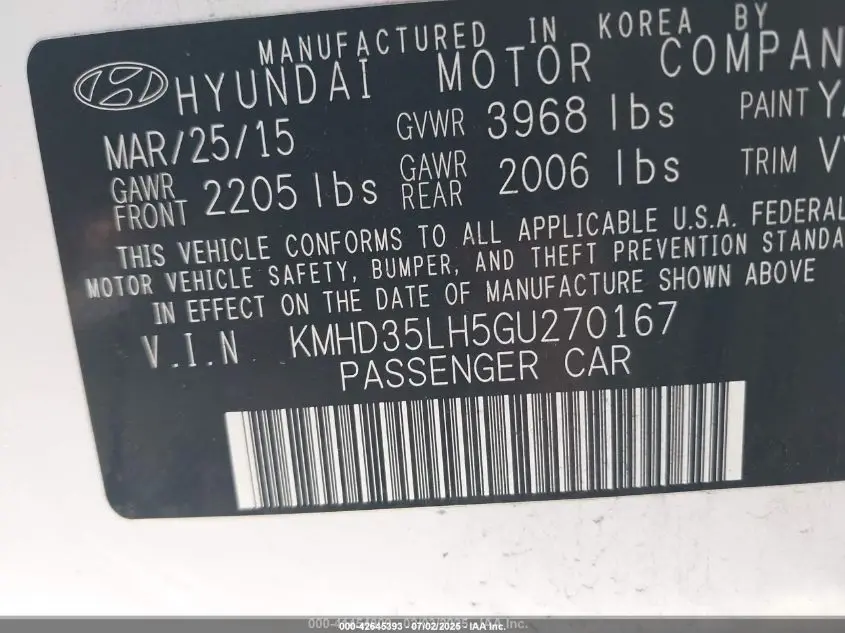 MANUFACTURED IN KOREA BY
HYUNDAI MOTOR COMPAN
MAR/25/15 GVWR 3968 lbs PAINT
GAWR FRONT 2205 lbs GAWR REAR 2006 lbs TRIM
THIS VEHICLE CONFORMS TO ALL APPLICABLE U.S.A. FEDERAL
MOTOR VEHICLE SAFETY, BUMPER, AND THEFT PREVENTION STANDA
IN EFFECT ON THE DATE OF MANUFACTURE SHOWN ABOVE
V.I.N KMHD35LH5GU270167
PASSENGER CAR
42645393 - 07/02/2025 - IAA Inc.